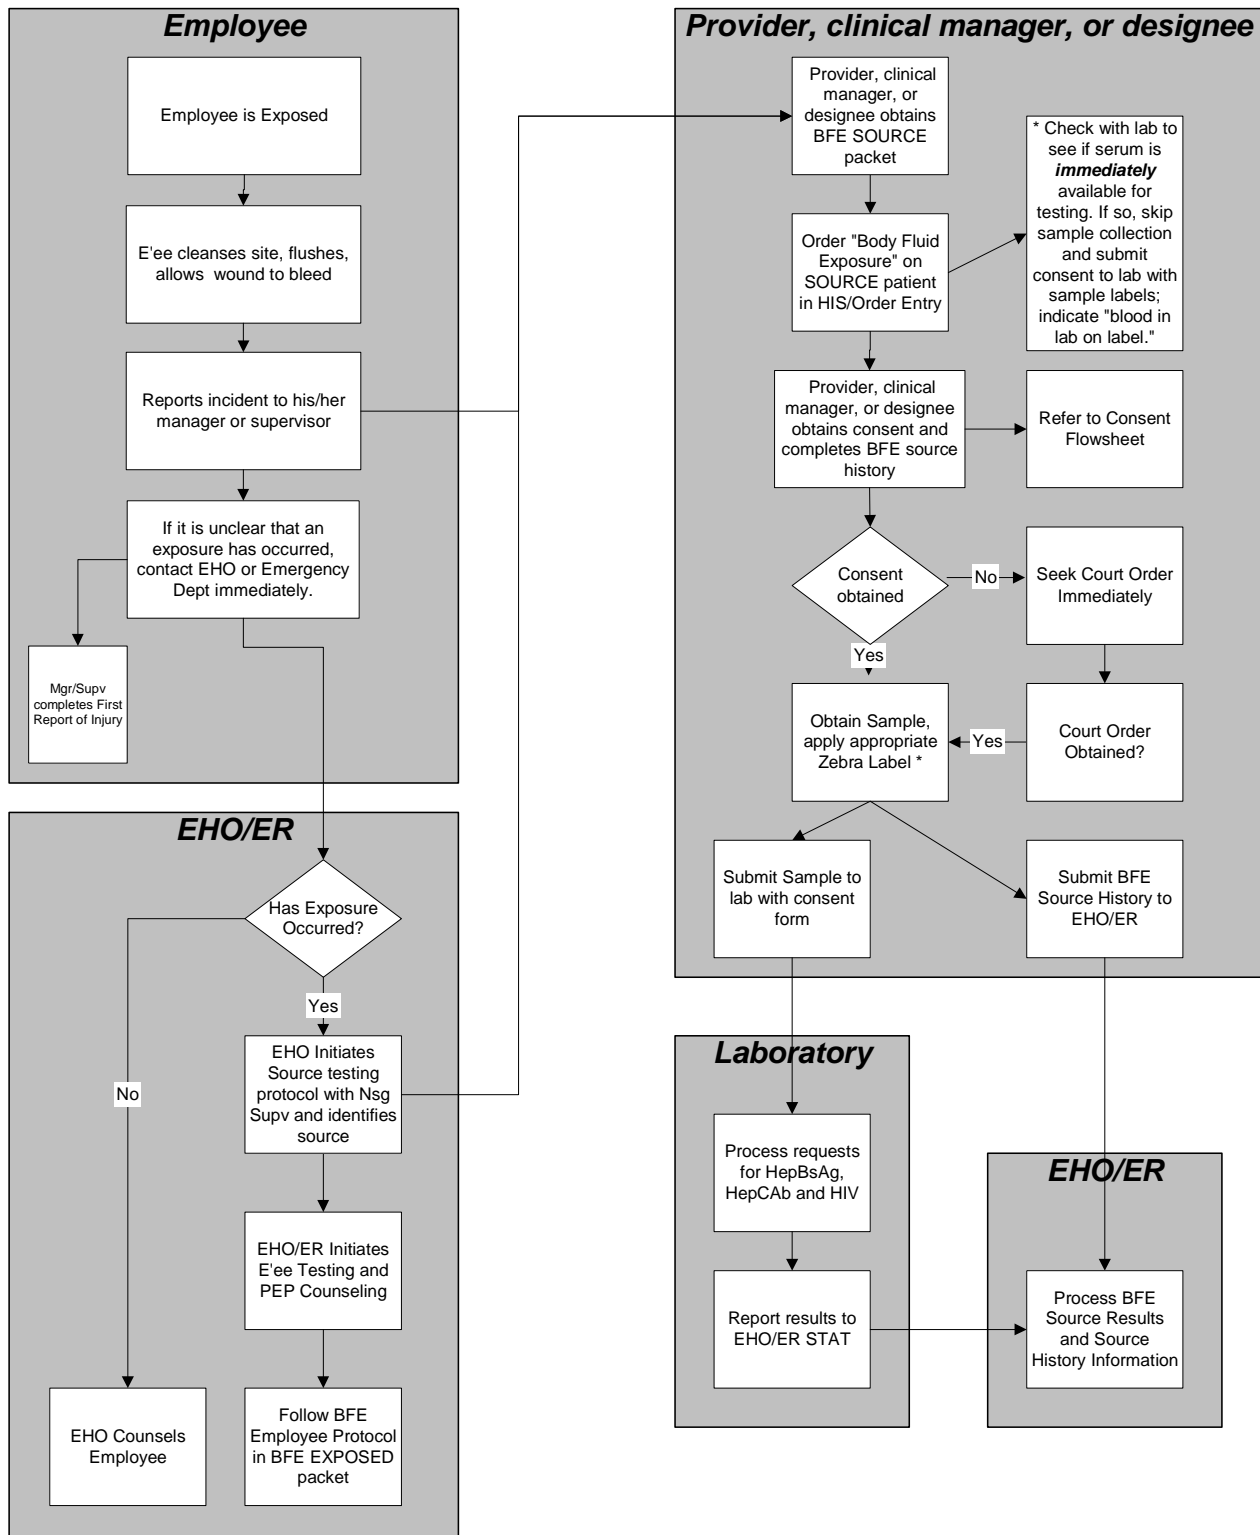 Employee
Employee is Exposed
E'ee cleanses site, flushes,
allows wound to bleed
Reports incident to his/her
manager or supervisor
If it is unclear that an
exposure has occurred,
contact EHO or Emergency
Dept immediately.
Mgr/Supv
completes First
Report of Injury
EHO/ER
Has Exposure
Occurred?
Yes
No
EHO Initiates
Source testing
protocol with Nsg
Supv and identifies
source
EHO/ER Initiates
E'ee Testing and
PEP Counseling
EHO Counsels
Employee
Follow BFE
Employee Protocol
in BFE EXPOSED
packet
Provider, clinical manager, or designee
Provider, clinical
manager, or
designee obtains
BFE SOURCE
packet
* Check with lab to
see if serum is
immediately
available for
testing. If so, skip
sample collection
and submit
consent to lab with
sample labels;
indicate "blood in
lab on label."
Order "Body Fluid
Exposure" on
SOURCE patient
in HIS/Order Entry
Provider, clinical
manager, or designee
obtains consent and
completes BFE source
history
Refer to Consent
Flowsheet
Consent
obtained
No
Seek Court Order
Immediately
Yes
Obtain Sample,
apply appropriate
Zebra Label *
Yes
Court Order
Obtained?
Submit Sample to
lab with consent
form
Submit BFE
Source History to
EHO/ER
Laboratory
Process requests
for HepBsAg,
HepCAb and HIV
Report results to
EHO/ER STAT
EHO/ER
Process BFE
Source Results
and Source
History Information